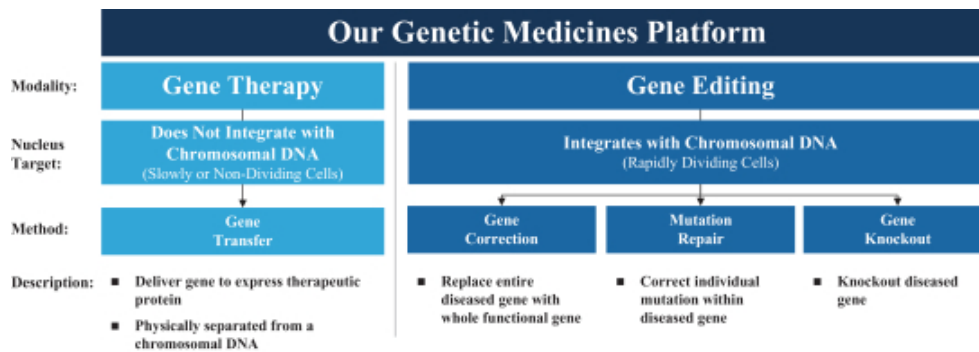 Our Genetic Medicines Platform
Modality:
Gene Therapy
Gene Editing
Nucleus
Target:
Does Not Integrate with
Chromosomal DNA
(Slowly or Non-Dividing Cells)
Integrates with Chromosomal DNA
(Rapidly Dividing Cells)
Method:
Gene
Transfer
Gene
Correction
Mutation
Repair
Gene
Knockout
Description:
■ Deliver gene to express therapeutic
protein
■ Physically separated from a
chromosomal DNA
■ Replace entire
diseased gene with
whole functional gene
■ Correct individual
mutation within
diseased gene
■ Knockout diseased
gene